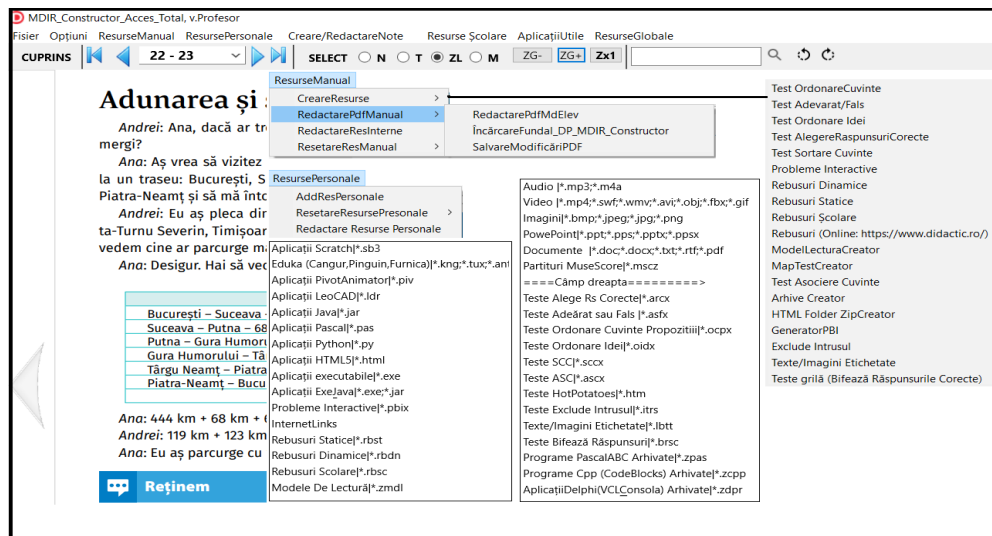 MDIR_Constructor_Acces_Total, v.Profesor
Fisier Opțiuni ResurseManual ResursePersonale Creare/RedactareNote Resurse Școlare AplicațiiUtile ResurseGlobale
CUPRINS 22 - 23 SELECT N T ZL M ZG- ZG+ Zx1
Adunarea și
Andrei: Ana, dacă ar tr
mergi?
Ana: Aș vrea să vizitez
la un traseu: București, S
Piatra-Neamț și să mă înto
Andrei: Eu aș pleca din
ta-Turnu Severin, Timișoar
vedem cine ar parcurge ma
Ana: Desigur. Hai să ved
București – Suceava -
Suceava – Putna – 68
Putna – Gura Humoru
Gura Humorului – Tâ
Târgu Neamț – Piatra
Piatra-Neamț – Bucu
Ana: 444 km + 68 km + 6
Andrei: 119 km + 123 km
Ana: Eu aș parcurge cu
Reținem
ResurseManual
CreareResurse >
RedactarePdfManual >
RedactareResInterne
ResetareResManual >
RedactarePdfMdElev
ÎncărcareFundal_DP_MDIR_Constructor
SalvareModificăriPDF
ResursePersonale
AddResPersonale
ResetareResursePresonale >
Redactare Resurse Personale
Aplicații Scratch|*.sb3
Eduka (Cangur,Pinguin,Furnica)|*.kng;*.tux;*.ant
Aplicații PivotAnimator|*.piv
Aplicații LeoCAD|*.ldr
Aplicații Java|*.jar
Aplicații Pascal|*.pas
Aplicații Python|*.py
Aplicații HTML5|*.html
Aplicații executabile|*.exe
Aplicații ExeJava|*.exe;*.jar
Probleme Interactive|*.pbix
InternetLinks
Rebusuri Statice|*.rbst
Rebusuri Dinamice|*.rbdn
Rebusuri Scolare|*.rbsc
Modele De Lectură|*.zmdl
Audio |*.mp3;*.m4a
Video |*.mp4;*.swf;*.wmv;*.avi;*.obj;*.fbx;*.gif
Imagini|*.bmp;*.jpeg;*.jpg;*.png
PowePoint|*.ppt;*.pps;*.pptx;*.ppsx
Documente |*.doc;*.docx;*.txt;*.rtf;*.pdf
Partituri MuseScore|*.mscz
====Câmp dreapta=========>
Teste Alege Rs Corecte|*.arcx
Teste Adeărat sau Fals |*.asfx
Teste Ordonare Cuvinte Propozitiii|*.ocpx
Teste Ordonare Idei|*.oidx
Teste SCC|*.sccx
Teste ASC|*.ascx
Teste HotPotatoes|*.htm
Teste Exclude Intrusul|*.itrs
Texte/Imagini Etichetate|*.lbtt
Teste Bifează Răspunsuri|*.brsc
Programe PascalABC Arhivate|*.zpas
Programe Cpp (CodeBlocks) Arhivate|*.zcpp
AplicațiiDelphi(VCLConsola) Arhivate|*.zdpr
Test OrdonareCuvinte
Test Adevarat/Fals
Test Ordonare Idei
Test AlegereRaspunsuriCorecte
Test Sortare Cuvinte
Probleme Interactive
Rebusuri Dinamice
Rebusuri Statice
Rebusuri Școlare
Rebusuri (Online: https://www.didactic.ro/)
ModelLecturaCreator
MapTestCreator
Test Asociere Cuvinte
Arhive Creator
HTML Folder ZipCreator
GeneratorPBI
Exclude Intrusul
Texte/Imagini Etichetate
Teste grilă (Bifează Răspunsurile Corecte)